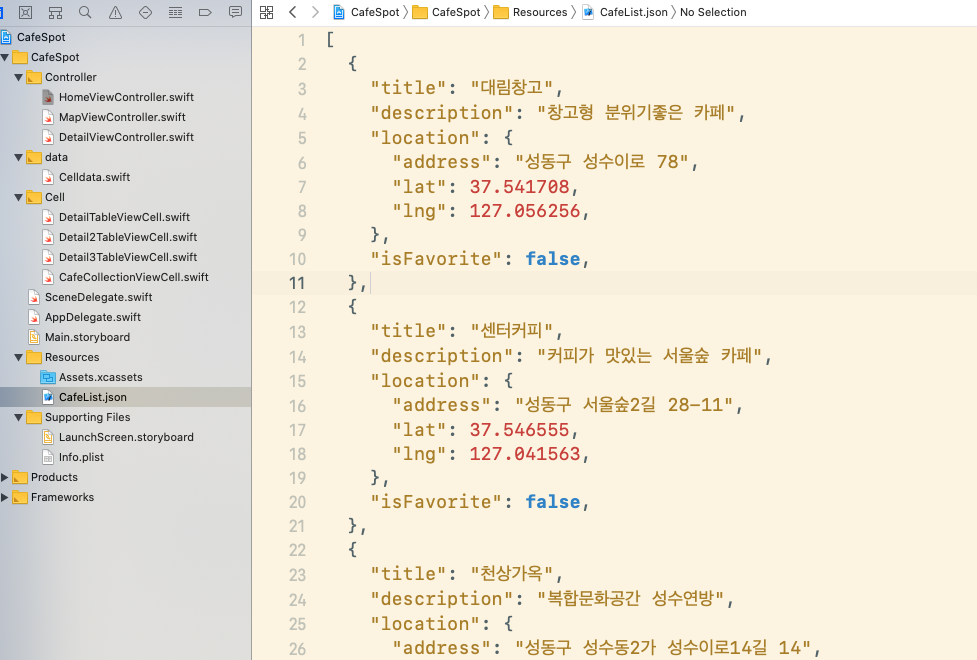 CafeSpot 〉 CafeSpot 〉 Resources 〉 CafeList.json 〉 No Selection
CafeSpot
CafeSpot
Controller
HomeViewController.swift
MapViewController.swift
DetailViewController.swift
data
Celldata.swift
Cell
DetailTableViewCell.swift
Detail2TableViewCell.swift
Detail3TableViewCell.swift
CafeCollectionViewCell.swift
SceneDelegate.swift
AppDelegate.swift
Main.storyboard
Resources
Assets.xcassets
CafeList.json
Supporting Files
LaunchScreen.storyboard
Info.plist
Products
Frameworks
1 [
2 {
3 "title": "대림창고",
4 "description": "창고형 분위기좋은 카페",
5 "location": {
6 "address": "성동구 성수이로 78",
7 "lat": 37.541708,
8 "lng": 127.056256,
9 },
10 "isFavorite": false,
11 },
12 {
13 "title": "센터커피",
14 "description": "커피가 맛있는 서울숲 카페",
15 "location": {
16 "address": "성동구 서울숲2길 28-11",
17 "lat": 37.546555,
18 "lng": 127.041563,
19 },
20 "isFavorite": false,
21 },
22 {
23 "title": "천상가옥",
24 "description": "복합문화공간 성수연방",
25 "location": {
26 "address": "성동구 성수동2가 성수이로14길 14",